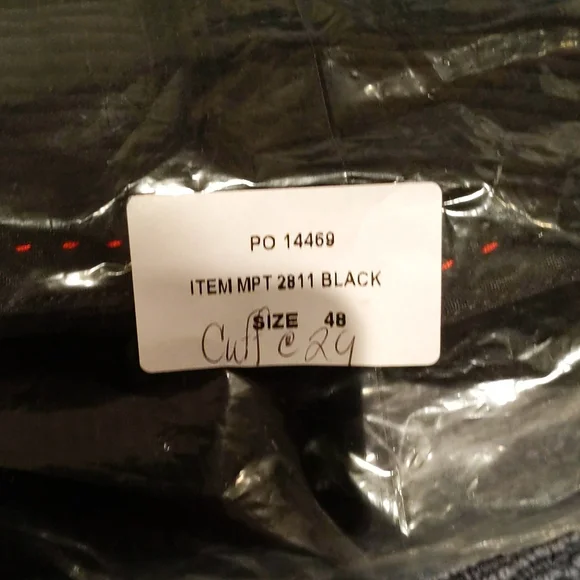 PO 14469
ITEM MPT 2811 BLACK
SIZE 48
Cuff @ 29